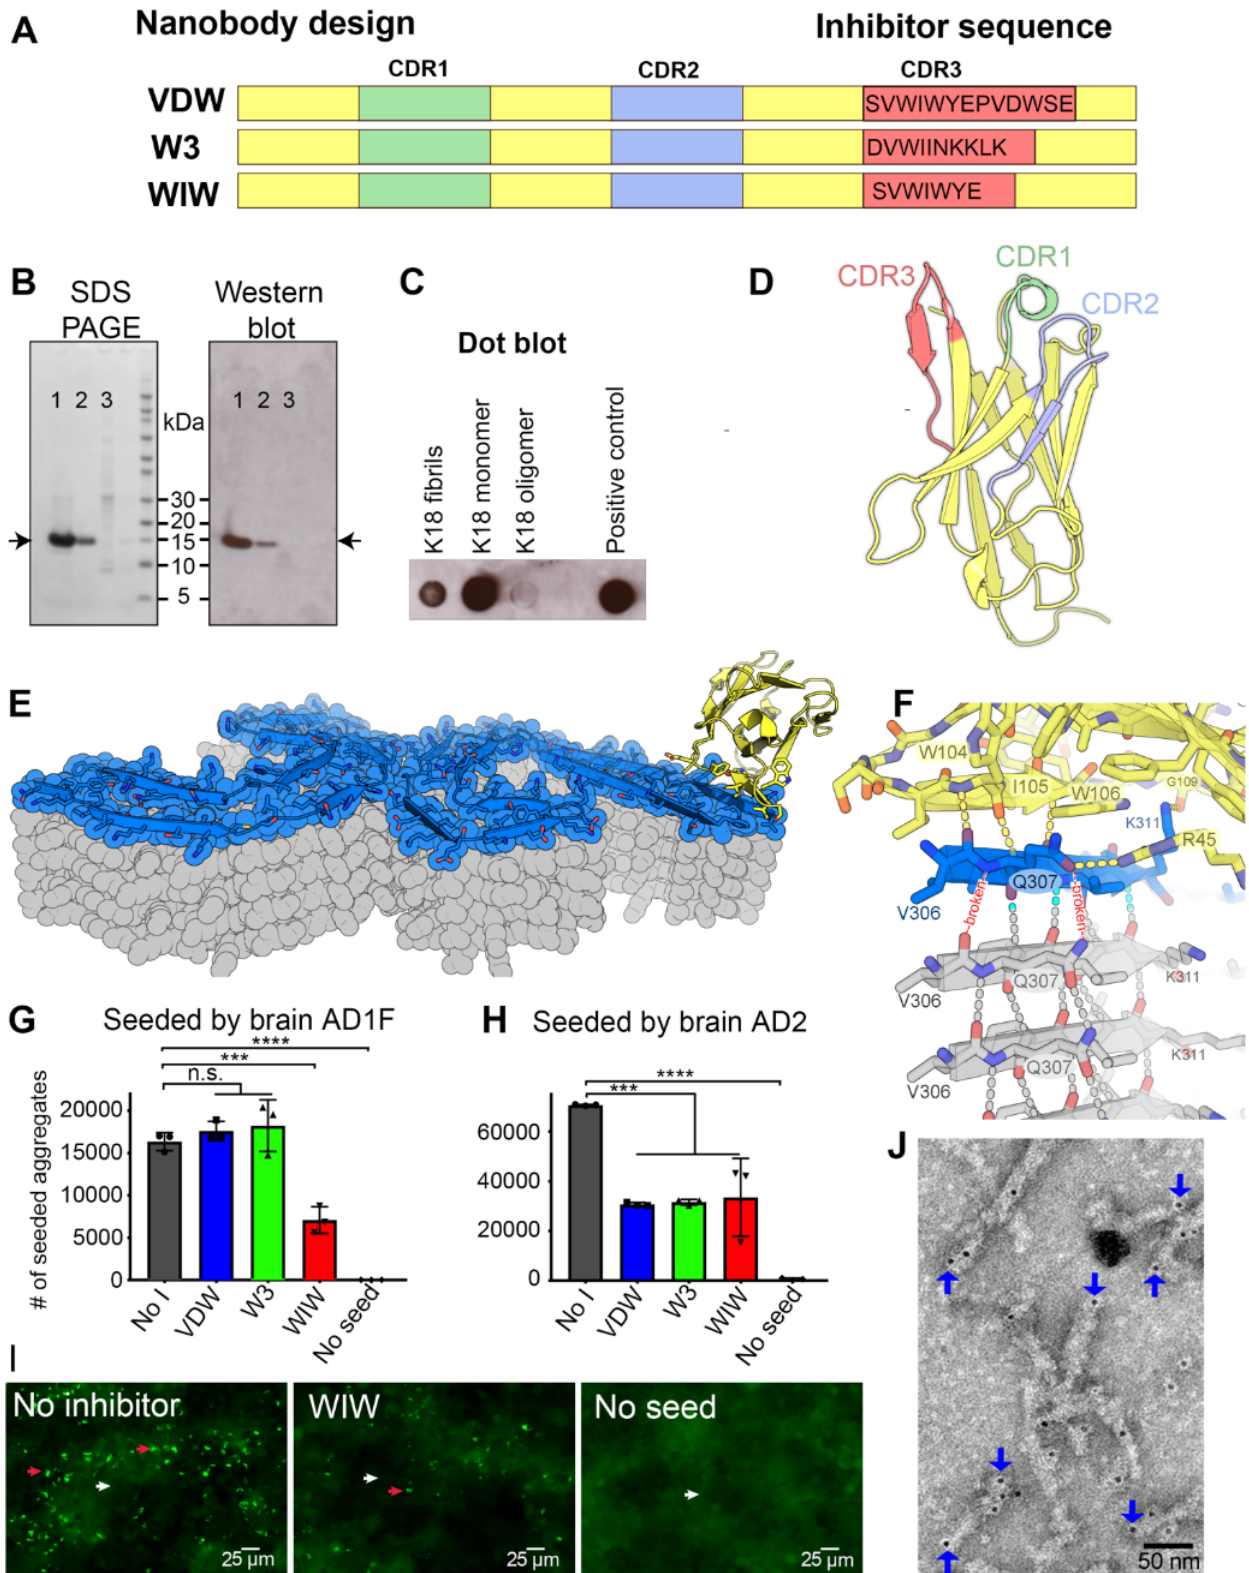 A
Nanobody design
Inhibitor sequence
CDR1
CDR2
CDR3
VDW
SVWIWYEPVDWSE
W3
DVWIINKKLK
WIW
SVWIWYE
B
SDS
PAGE
Western
blot
1 2 3
kDa
30
20
15
10
5
1 2 3
C
Dot blot
K18 fibrils
K18 monomer
K18 oligomer
Positive control
D
CDR3
CDR1
CDR2
E
F
W104
I105
W106
G109
K311
R45
Q307
V306
-broken-
-broken-
Q307
V306
K311
Q307
V306
K311
G
Seeded by brain AD1F
****
***
n.s.
# of seeded aggregates
20000
15000
10000
5000
0
No I
VDW
W3
WIW
No seed
H
Seeded by brain AD2
****
***
60000
40000
20000
0
No I
VDW
W3
WIW
No seed
I
No inhibitor
25 µm
WIW
25 µm
No seed
25 µm
J
50 nm